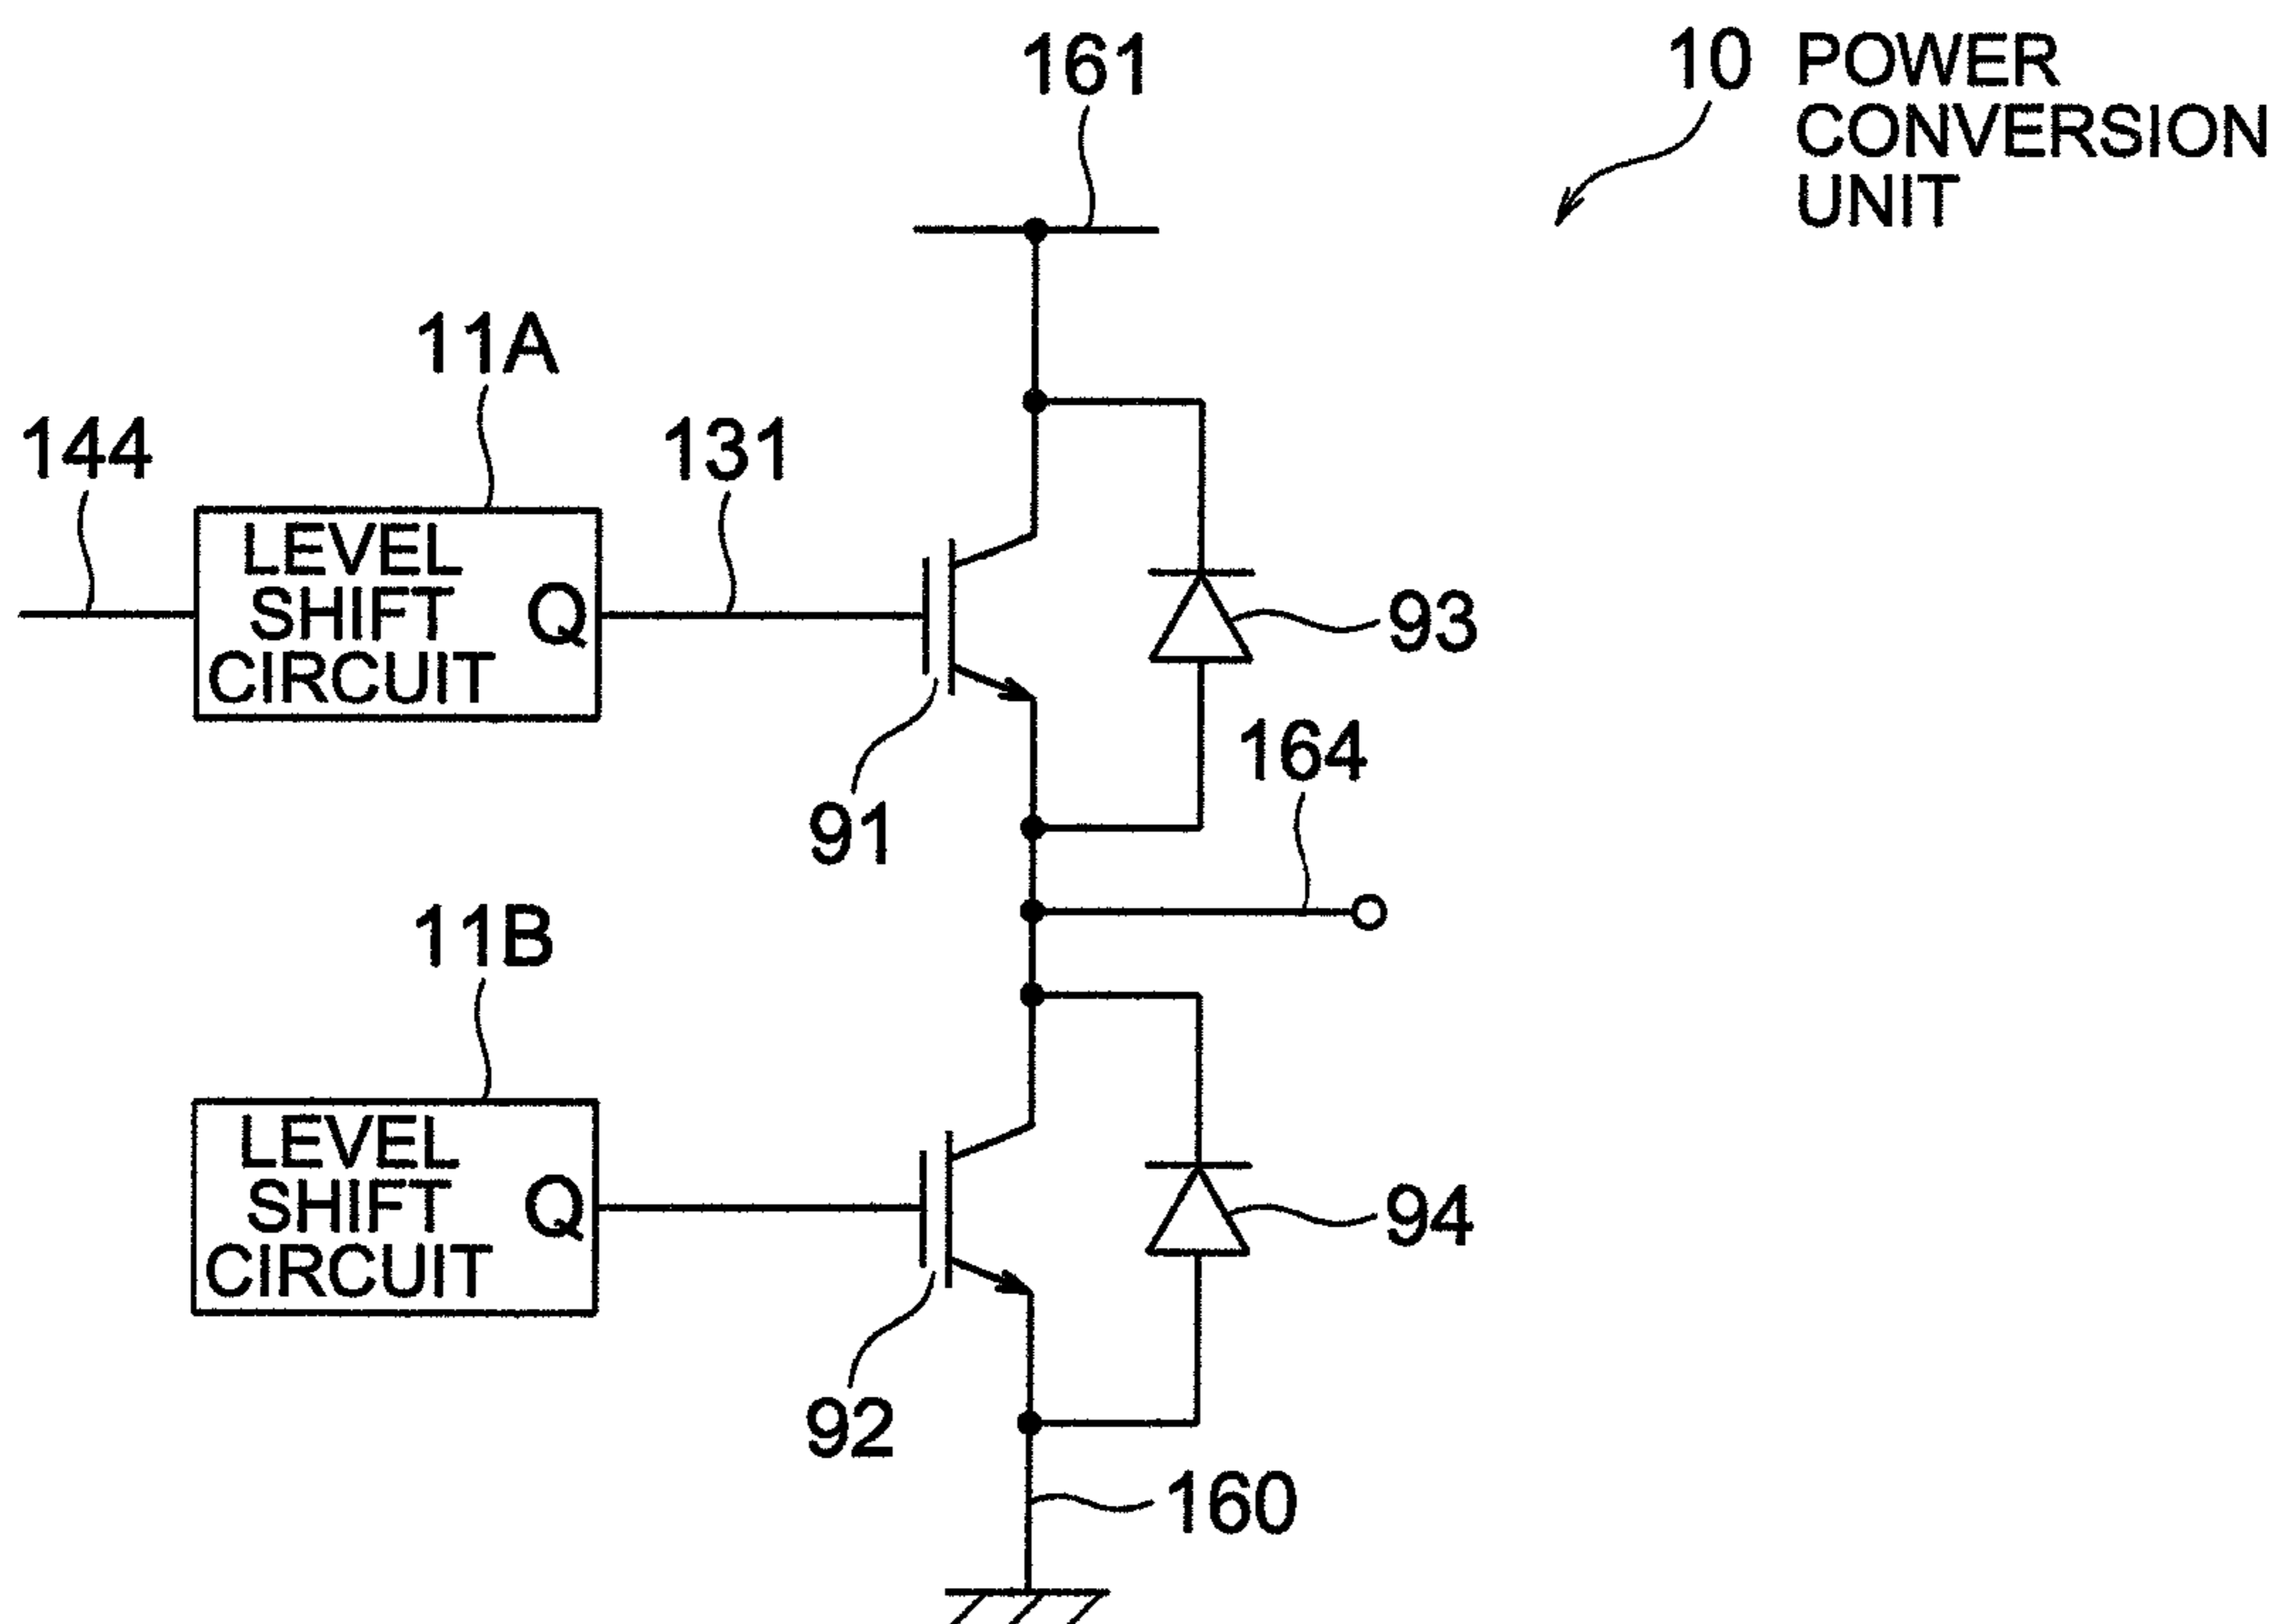 161
10 POWER
CONVERSION
UNIT
11A
144
131
LEVEL
SHIFT
CIRCUIT
Q
93
91
164
11B
LEVEL
SHIFT
CIRCUIT
Q
94
92
160